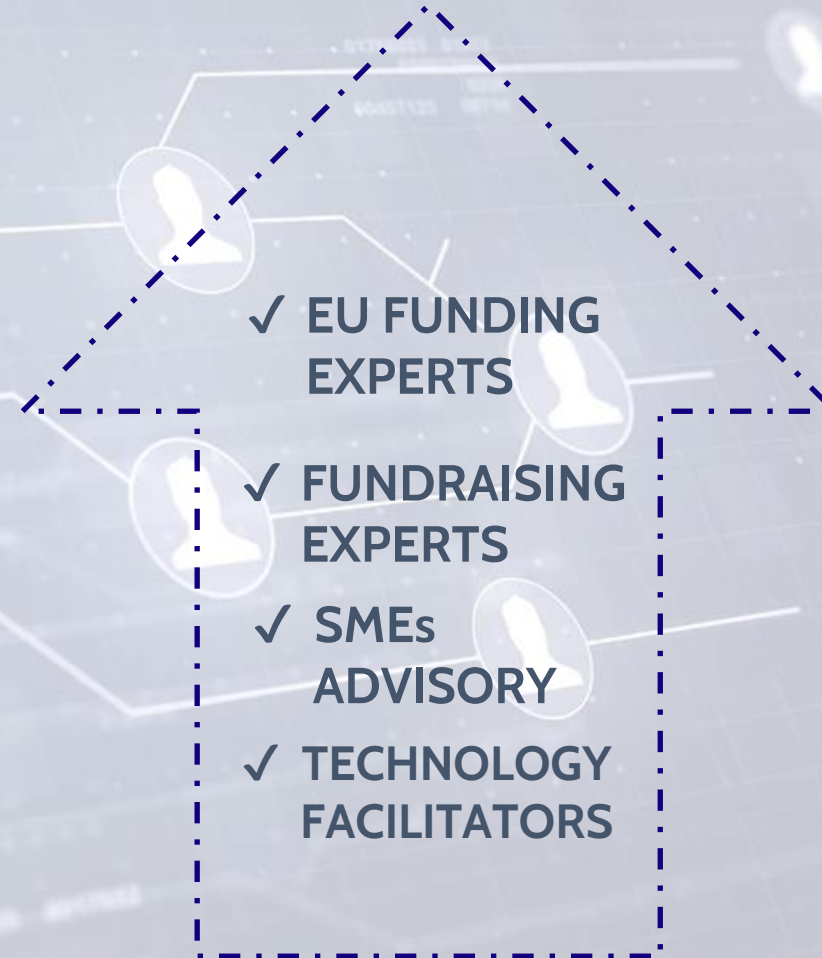 ✓ EU FUNDING
EXPERTS
✓ FUNDRAISING
EXPERTS
✓ SMEs
ADVISORY
✓ TECHNOLOGY
FACILITATORS